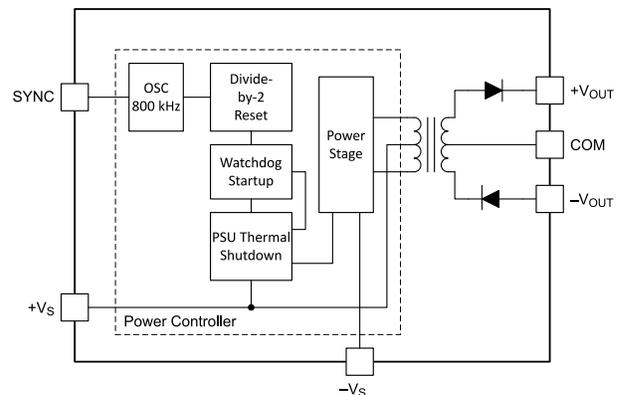 SYNC
OSC
800 kHz
Divide-
by-2
Reset
Watchdog
Startup
PSU Thermal
Shutdown
Power
Stage
+VOUT
COM
–VOUT
+VS
Power Controller
–VS